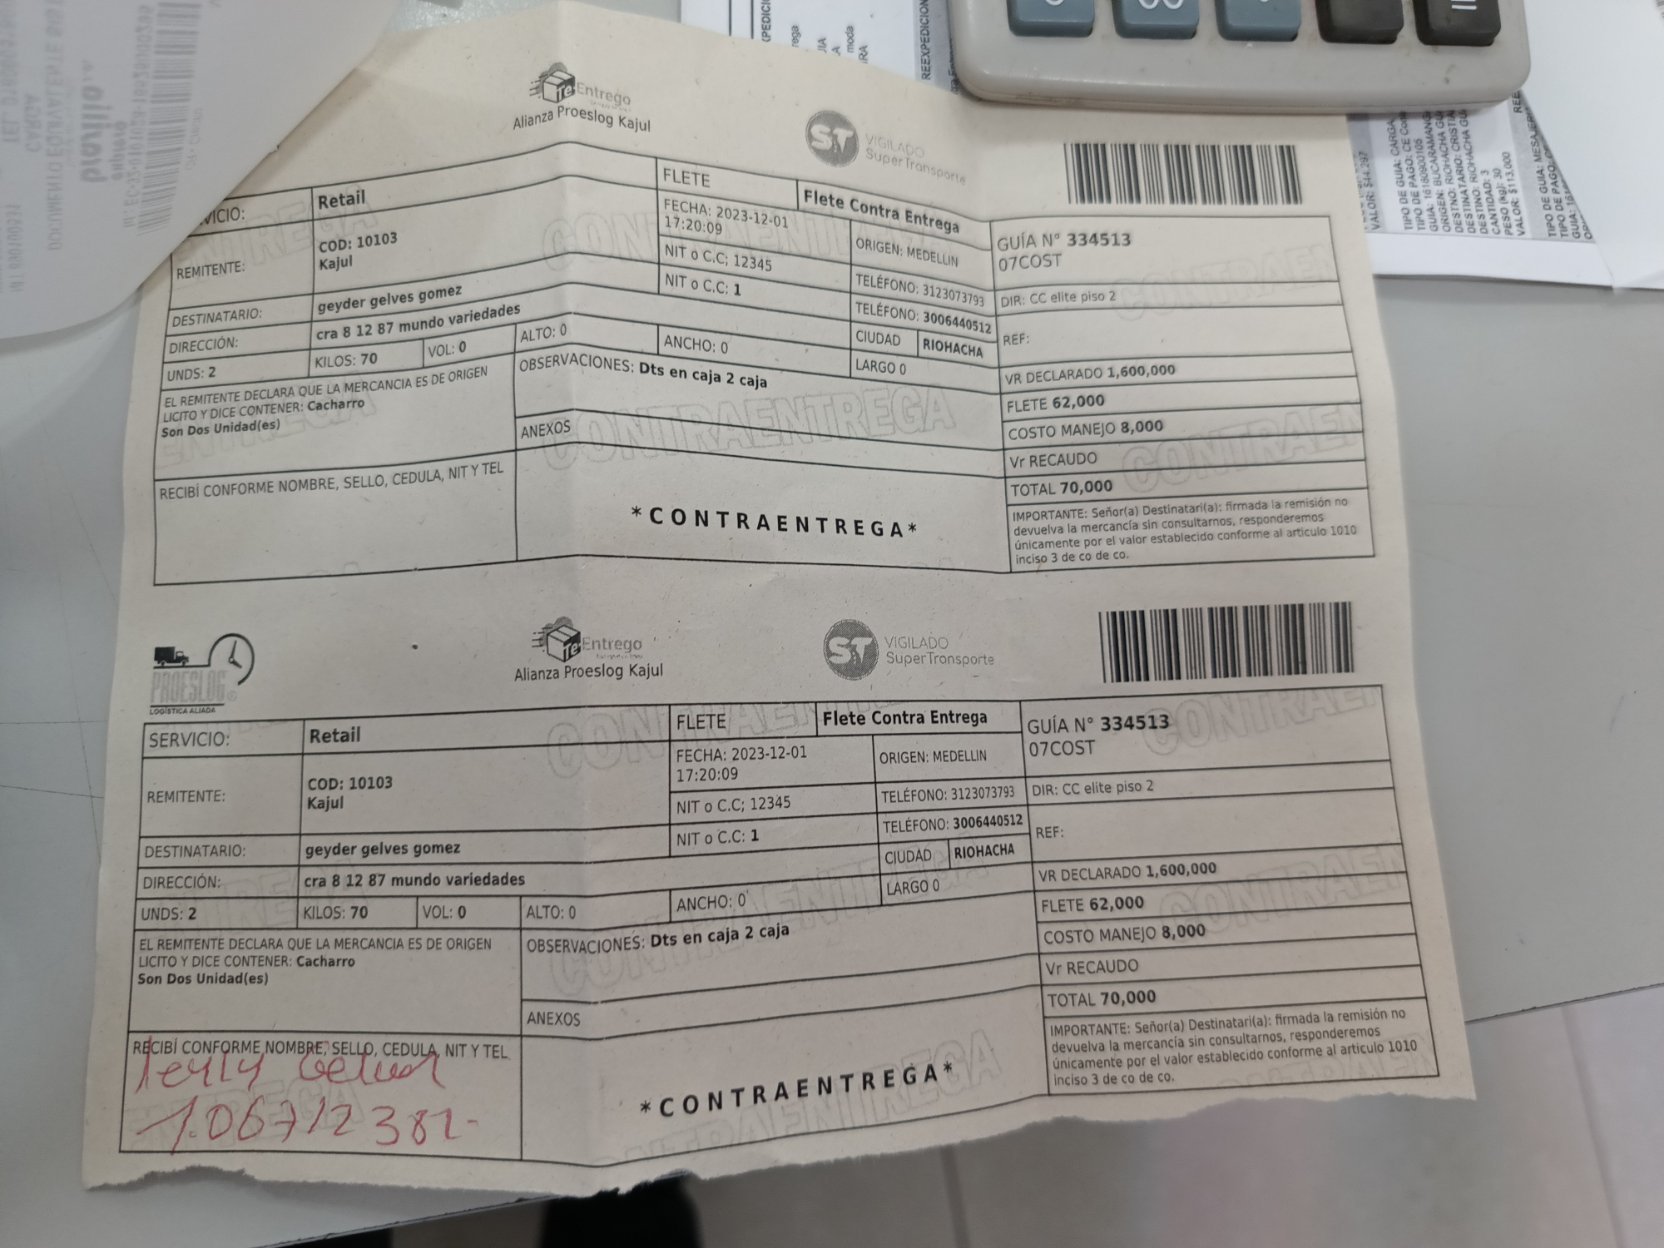 Entrego
Alianza Proeslog Kajul
ST VIGILADO
SuperTransporte
VICIO: Retail
FLETE Flete Contra Entrega
REMITENTE: COD: 10103
Kajul
FECHA: 2023-12-01
17:20:09
ORIGEN: MEDELLIN
GUÍA N° 334513
07COST
NIT o C.C; 12345
TELÉFONO: 3123073793
DIR: CC elite piso 2
DESTINATARIO: geyder gelves gomez
NIT o C.C: 1
TELÉFONO: 3006440512
REF:
DIRECCIÓN: cra 8 12 87 mundo variedades
CIUDAD RIOHACHA
UNDS: 2 KILOS: 70 VOL: 0 ALTO: 0 ANCHO: 0 LARGO 0
VR DECLARADO 1,600,000
EL REMITENTE DECLARA QUE LA MERCANCIA ES DE ORIGEN
LICITO Y DICE CONTENER: Cacharro
Son Dos Unidad(es)
OBSERVACIONES: Dts en caja 2 caja
FLETE 62,000
ANEXOS
COSTO MANEJO 8,000
Vr RECAUDO
RECIBÍ CONFORME NOMBRE, SELLO, CEDULA, NIT Y TEL
*CONTRAENTREGA*
TOTAL 70,000
IMPORTANTE: Señor(a) Destinatari(a): firmada la remisión no
devuelva la mercancía sin consultarnos, responderemos
únicamente por el valor establecido conforme al articulo 1010
inciso 3 de co de co.
PROESLOG
LOGÍSTICA ALIADA
Te Entrego
Alianza Proeslog Kajul
ST VIGILADO
SuperTransporte
SERVICIO: Retail
FLETE Flete Contra Entrega
REMITENTE: COD: 10103
Kajul
FECHA: 2023-12-01
17:20:09
ORIGEN: MEDELLIN
GUÍA N° 334513
07COST
NIT o C.C; 12345
TELÉFONO: 3123073793
DIR: CC elite piso 2
DESTINATARIO: geyder gelves gomez
NIT o C.C: 1
TELÉFONO: 3006440512
REF:
DIRECCIÓN: cra 8 12 87 mundo variedades
CIUDAD RIOHACHA
UNDS: 2 KILOS: 70 VOL: 0 ALTO: 0 ANCHO: 0 LARGO 0
VR DECLARADO 1,600,000
EL REMITENTE DECLARA QUE LA MERCANCIA ES DE ORIGEN
LICITO Y DICE CONTENER: Cacharro
Son Dos Unidad(es)
OBSERVACIONES: Dts en caja 2 caja
FLETE 62,000
COSTO MANEJO 8,000
Vr RECAUDO
ANEXOS
TOTAL 70,000
RECIBÍ CONFORME NOMBRE, SELLO, CEDULA, NIT Y TEL
*CONTRAENTREGA*
IMPORTANTE: Señor(a) Destinatari(a): firmada la remisión no
devuelva la mercancía sin consultarnos, responderemos
únicamente por el valor establecido conforme al articulo 1010
inciso 3 de co de co.